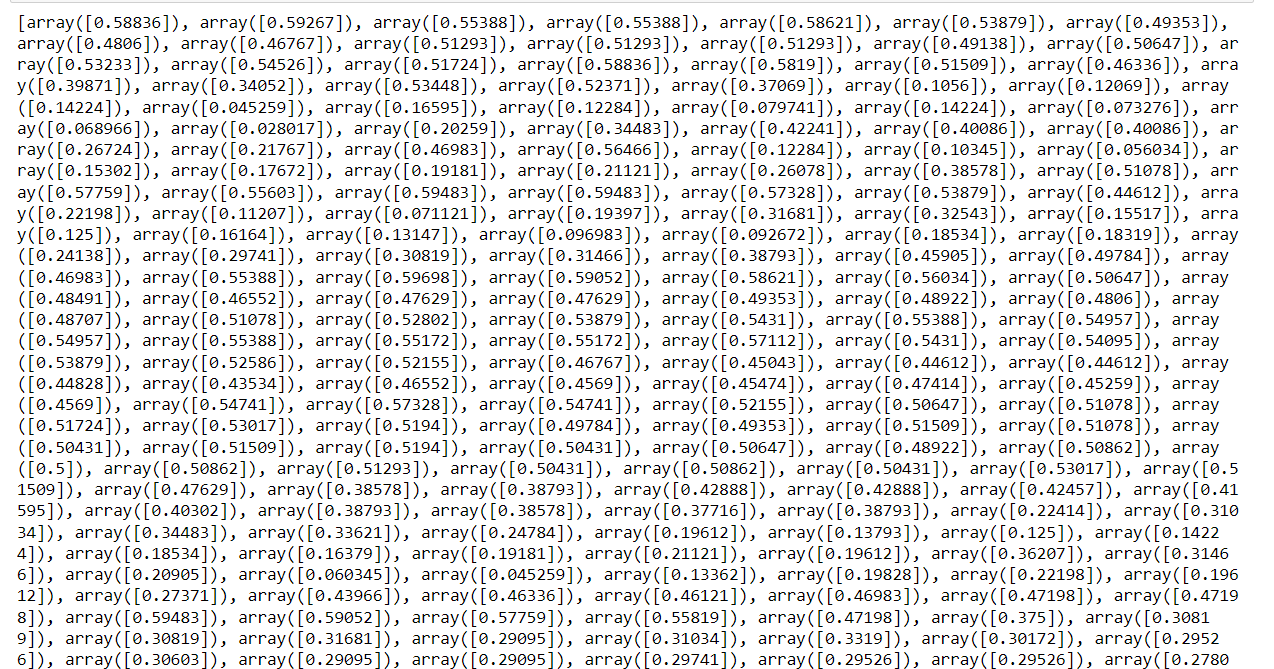 [array([0.58836]), array([0.59267]), array([0.55388]), array([0.55388]), array([0.58621]), array([0.53879]), array([0.49353]),
array([0.4806]), array([0.46767]), array([0.51293]), array([0.51293]), array([0.51293]), array([0.49138]), array([0.50647]), ar
ray([0.53233]), array([0.54526]), array([0.51724]), array([0.58836]), array([0.5819]), array([0.51509]), array([0.46336]), arra
y([0.39871]), array([0.34052]), array([0.53448]), array([0.52371]), array([0.37069]), array([0.1056]), array([0.12069]), array
([0.14224]), array([0.045259]), array([0.16595]), array([0.12284]), array([0.079741]), array([0.14224]), array([0.073276]), arr
ay([0.068966]), array([0.028017]), array([0.20259]), array([0.34483]), array([0.42241]), array([0.40086]), array([0.40086]), ar
ray([0.26724]), array([0.21767]), array([0.46983]), array([0.56466]), array([0.12284]), array([0.10345]), array([0.056034]), ar
ray([0.15302]), array([0.17672]), array([0.19181]), array([0.21121]), array([0.26078]), array([0.38578]), array([0.51078]), arr
ay([0.57759]), array([0.55603]), array([0.59483]), array([0.59483]), array([0.57328]), array([0.53879]), array([0.44612]), arra
y([0.22198]), array([0.11207]), array([0.071121]), array([0.19397]), array([0.31681]), array([0.32543]), array([0.15517]), arra
y([0.125]), array([0.16164]), array([0.13147]), array([0.096983]), array([0.092672]), array([0.18534]), array([0.18319]), array
([0.24138]), array([0.29741]), array([0.30819]), array([0.31466]), array([0.38793]), array([0.45905]), array([0.49784]), array
([0.46983]), array([0.55388]), array([0.59698]), array([0.59052]), array([0.58621]), array([0.56034]), array([0.50647]), array
([0.48491]), array([0.46552]), array([0.47629]), array([0.47629]), array([0.49353]), array([0.48922]), array([0.4806]), array
([0.48707]), array([0.51078]), array([0.52802]), array([0.53879]), array([0.5431]), array([0.55388]), array([0.54957]), array
([0.54957]), array([0.55388]), array([0.55172]), array([0.55172]), array([0.57112]), array([0.5431]), array([0.54095]), array
([0.53879]), array([0.52586]), array([0.52155]), array([0.46767]), array([0.45043]), array([0.44612]), array([0.44612]), array
([0.44828]), array([0.43534]), array([0.46552]), array([0.4569]), array([0.45474]), array([0.47414]), array([0.45259]), array
([0.4569]), array([0.54741]), array([0.57328]), array([0.54741]), array([0.52155]), array([0.50647]), array([0.51078]), array
([0.51724]), array([0.53017]), array([0.5194]), array([0.49784]), array([0.49353]), array([0.51509]), array([0.51078]), array
([0.50431]), array([0.51509]), array([0.5194]), array([0.50431]), array([0.50647]), array([0.48922]), array([0.50862]), array
([0.5]), array([0.50862]), array([0.51293]), array([0.50431]), array([0.50862]), array([0.50431]), array([0.53017]), array([0.5
1509]), array([0.47629]), array([0.38578]), array([0.38793]), array([0.42888]), array([0.42888]), array([0.42457]), array([0.41
595]), array([0.40302]), array([0.38793]), array([0.38578]), array([0.37716]), array([0.38793]), array([0.22414]), array([0.310
34]), array([0.34483]), array([0.33621]), array([0.24784]), array([0.19612]), array([0.13793]), array([0.125]), array([0.1422
4]), array([0.18534]), array([0.16379]), array([0.19181]), array([0.21121]), array([0.19612]), array([0.36207]), array([0.3146
6]), array([0.20905]), array([0.060345]), array([0.045259]), array([0.13362]), array([0.19828]), array([0.22198]), array([0.196
12]), array([0.27371]), array([0.43966]), array([0.46336]), array([0.46121]), array([0.46983]), array([0.47198]), array([0.4719
8]), array([0.59483]), array([0.59052]), array([0.57759]), array([0.55819]), array([0.47198]), array([0.375]), array([0.3081
9]), array([0.30819]), array([0.31681]), array([0.29095]), array([0.31034]), array([0.3319]), array([0.30172]), array([0.2952
6]), array([0.30603]), array([0.29095]), array([0.29095]), array([0.29741]), array([0.29526]), array([0.29526]), array([0.2780